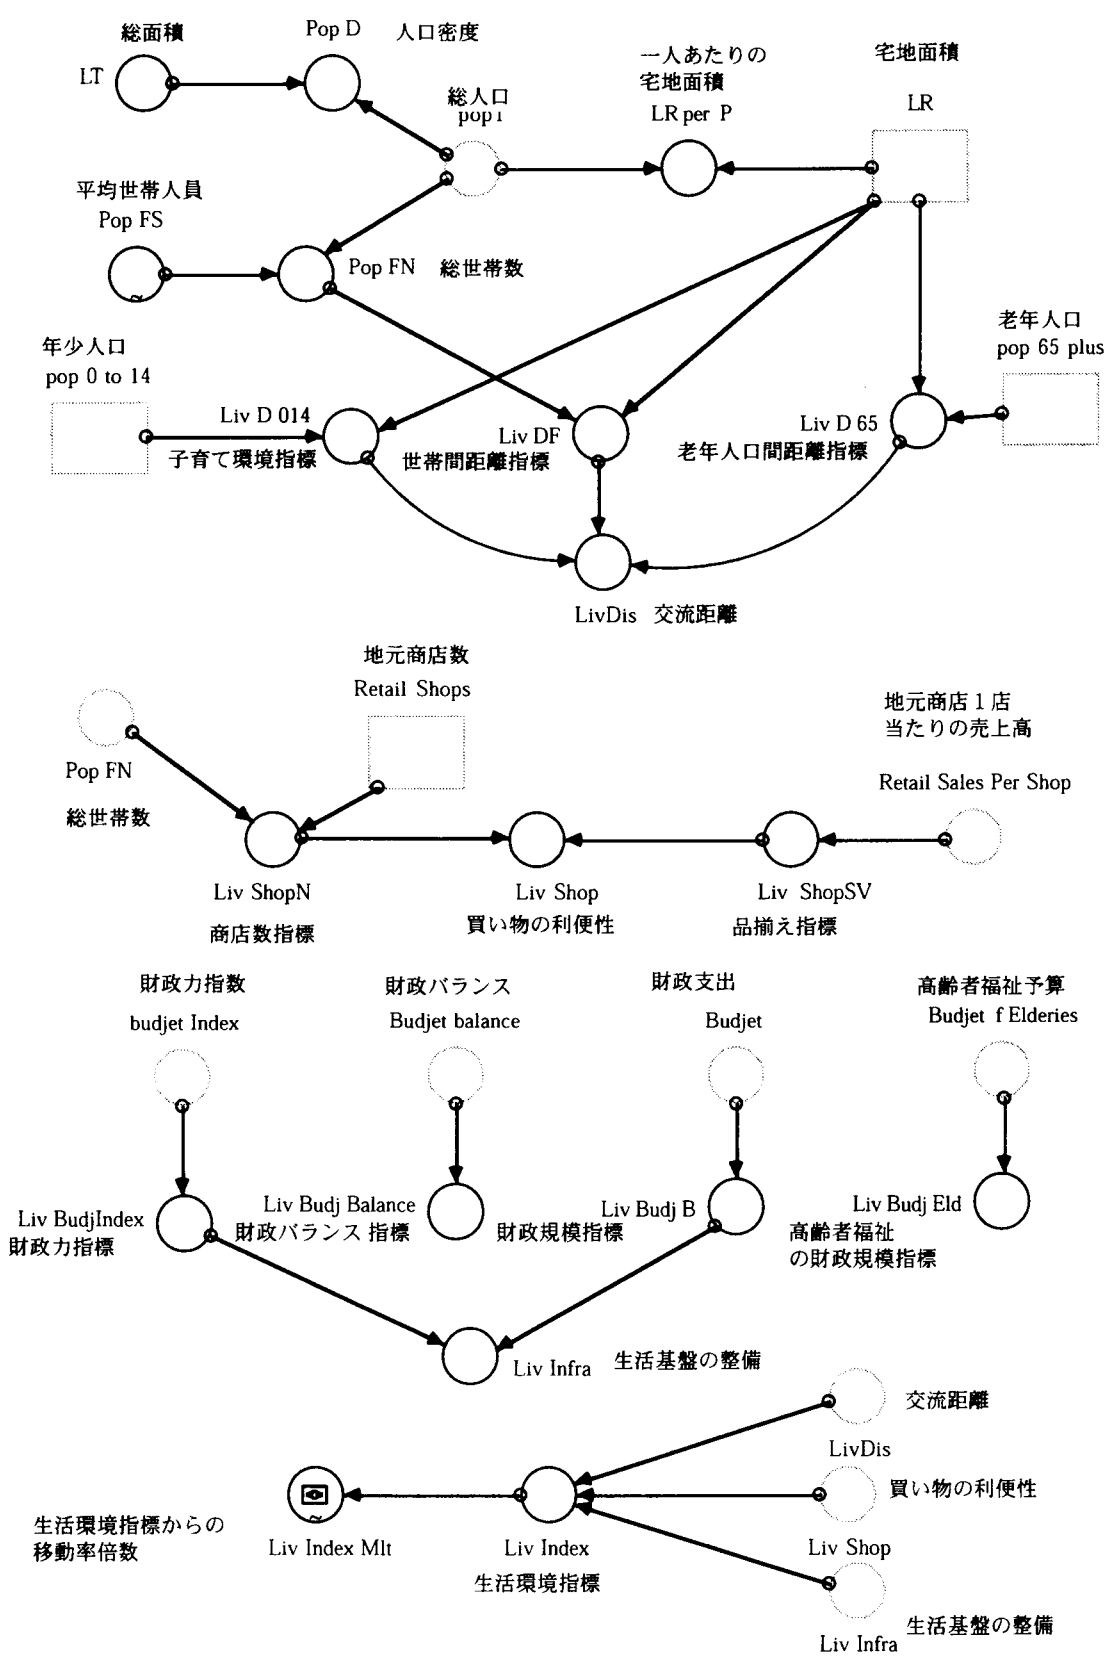 総面積
LT
Pop D
人口密度
総人口
一人あたりの
宅地面積
LR per P
宅地面積
LR
平均世帯人員
Pop FS
Pop FN
総世帯数
年少人口
pop 0 to 14
老年人口
pop 65 plus
Liv D 014
子育て環境指標
Liv DF
世帯間距離指標
Liv D 65
老年人口間距離指標
LivDis
交流距離
地元商店数
Retail Shops
地元商店１店
当たりの売上高
Retail Sales Per Shop
Pop FN
総世帯数
Liv ShopN
商店数指標
Liv Shop
買い物の利便性
Liv ShopSV
品揃え指標
財政力指数
budjet Index
財政バランス
Budjet balance
財政支出
Budjet
高齢者福祉予算
Budjet f Elderies
Liv BudjIndex
財政力指標
Liv Budj Balance
財政バランス 指標
Liv Budj B
財政規模指標
Liv Budj Eld
高齢者福祉
の財政規模指標
Liv Infra
生活基盤の整備
交流距離
LivDis
買い物の利便性
Liv Shop
生活環境指標からの
移動率倍数
Liv Index Mlt
Liv Index
生活環境指標
生活基盤の整備
Liv Infra